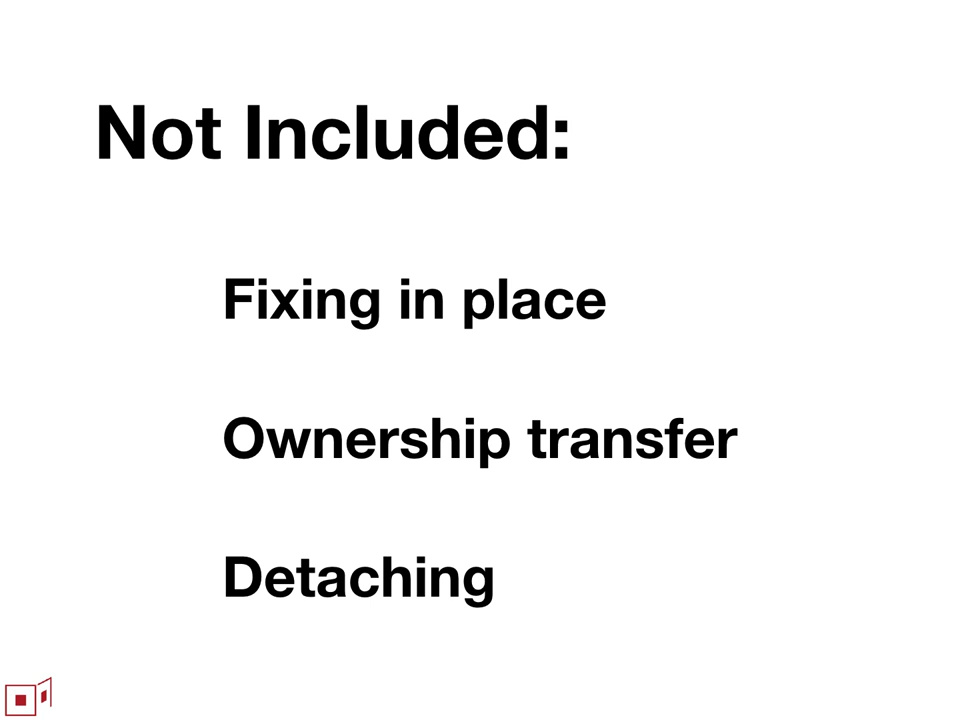 Not Included:
Fixing in place
Ownership transfer
Detaching